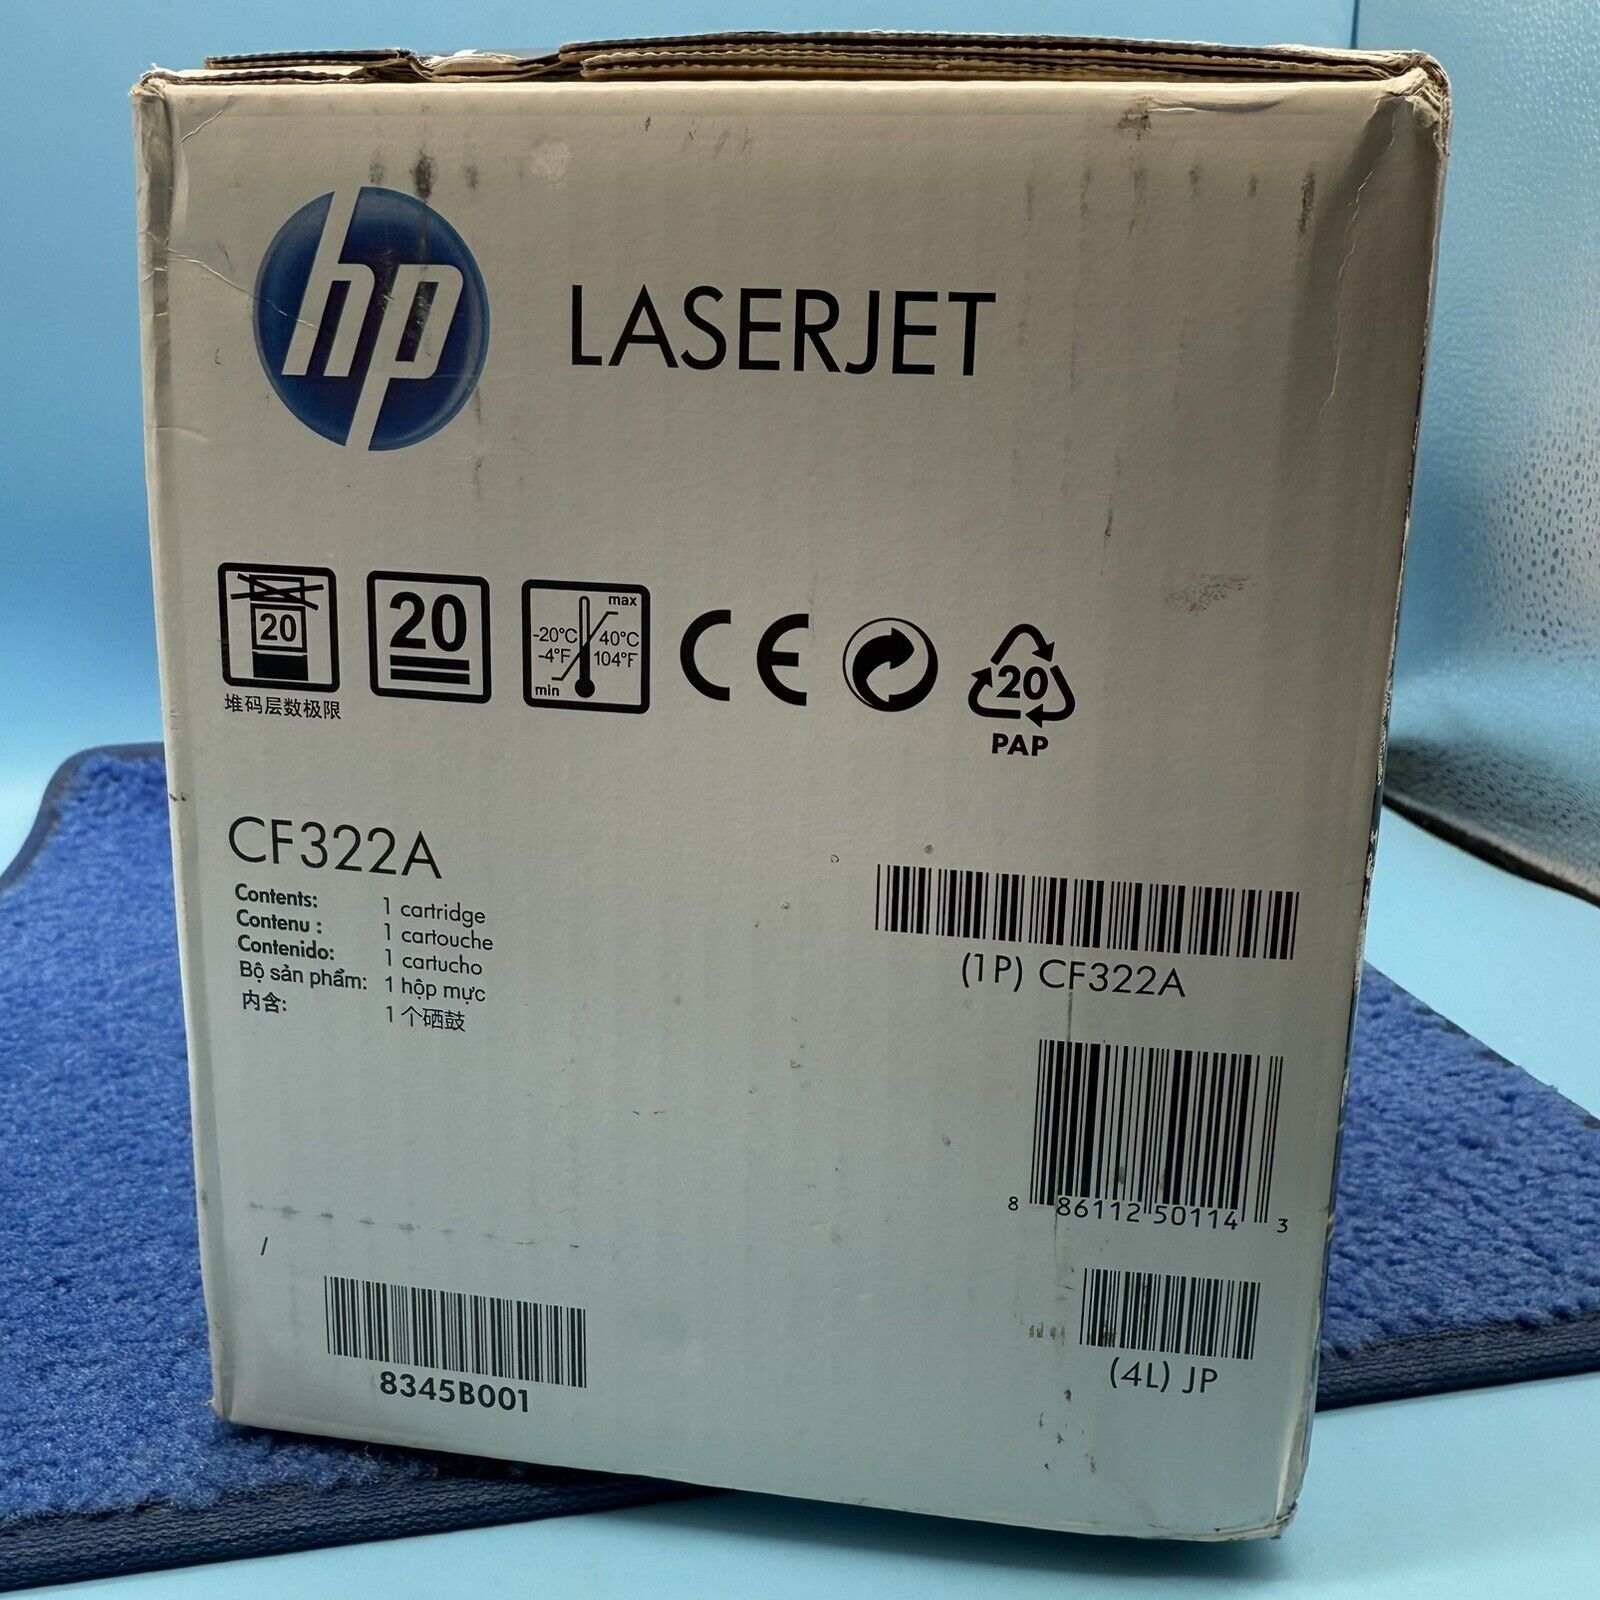 hp
LASERJET
20
堆码层数极限
20
max
-20°C 40°C
-4°F 104°F
min
CE
20
PAP
CF322A
Contents: 1 cartridge
Contenu : 1 cartouche
Contenido: 1 cartucho
Bộ sản phẩm: 1 hộp mực
内含: 1个硒鼓
(1P) CF322A
8 86112 50114 3
/
8345B001
(4L) JP